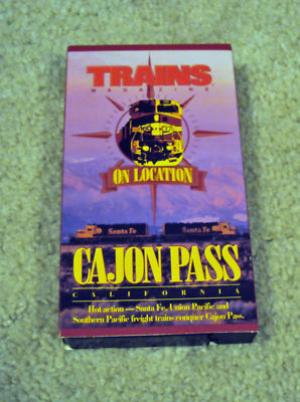 TRAINS
MAGAZINE
ON LOCATION
Santa Fe Santa Fe
CAJON PASS
CALIFORNIA
Hot action — Santa Fe, Union Pacific and
Southern Pacific freight trains conquer Cajon Pass.